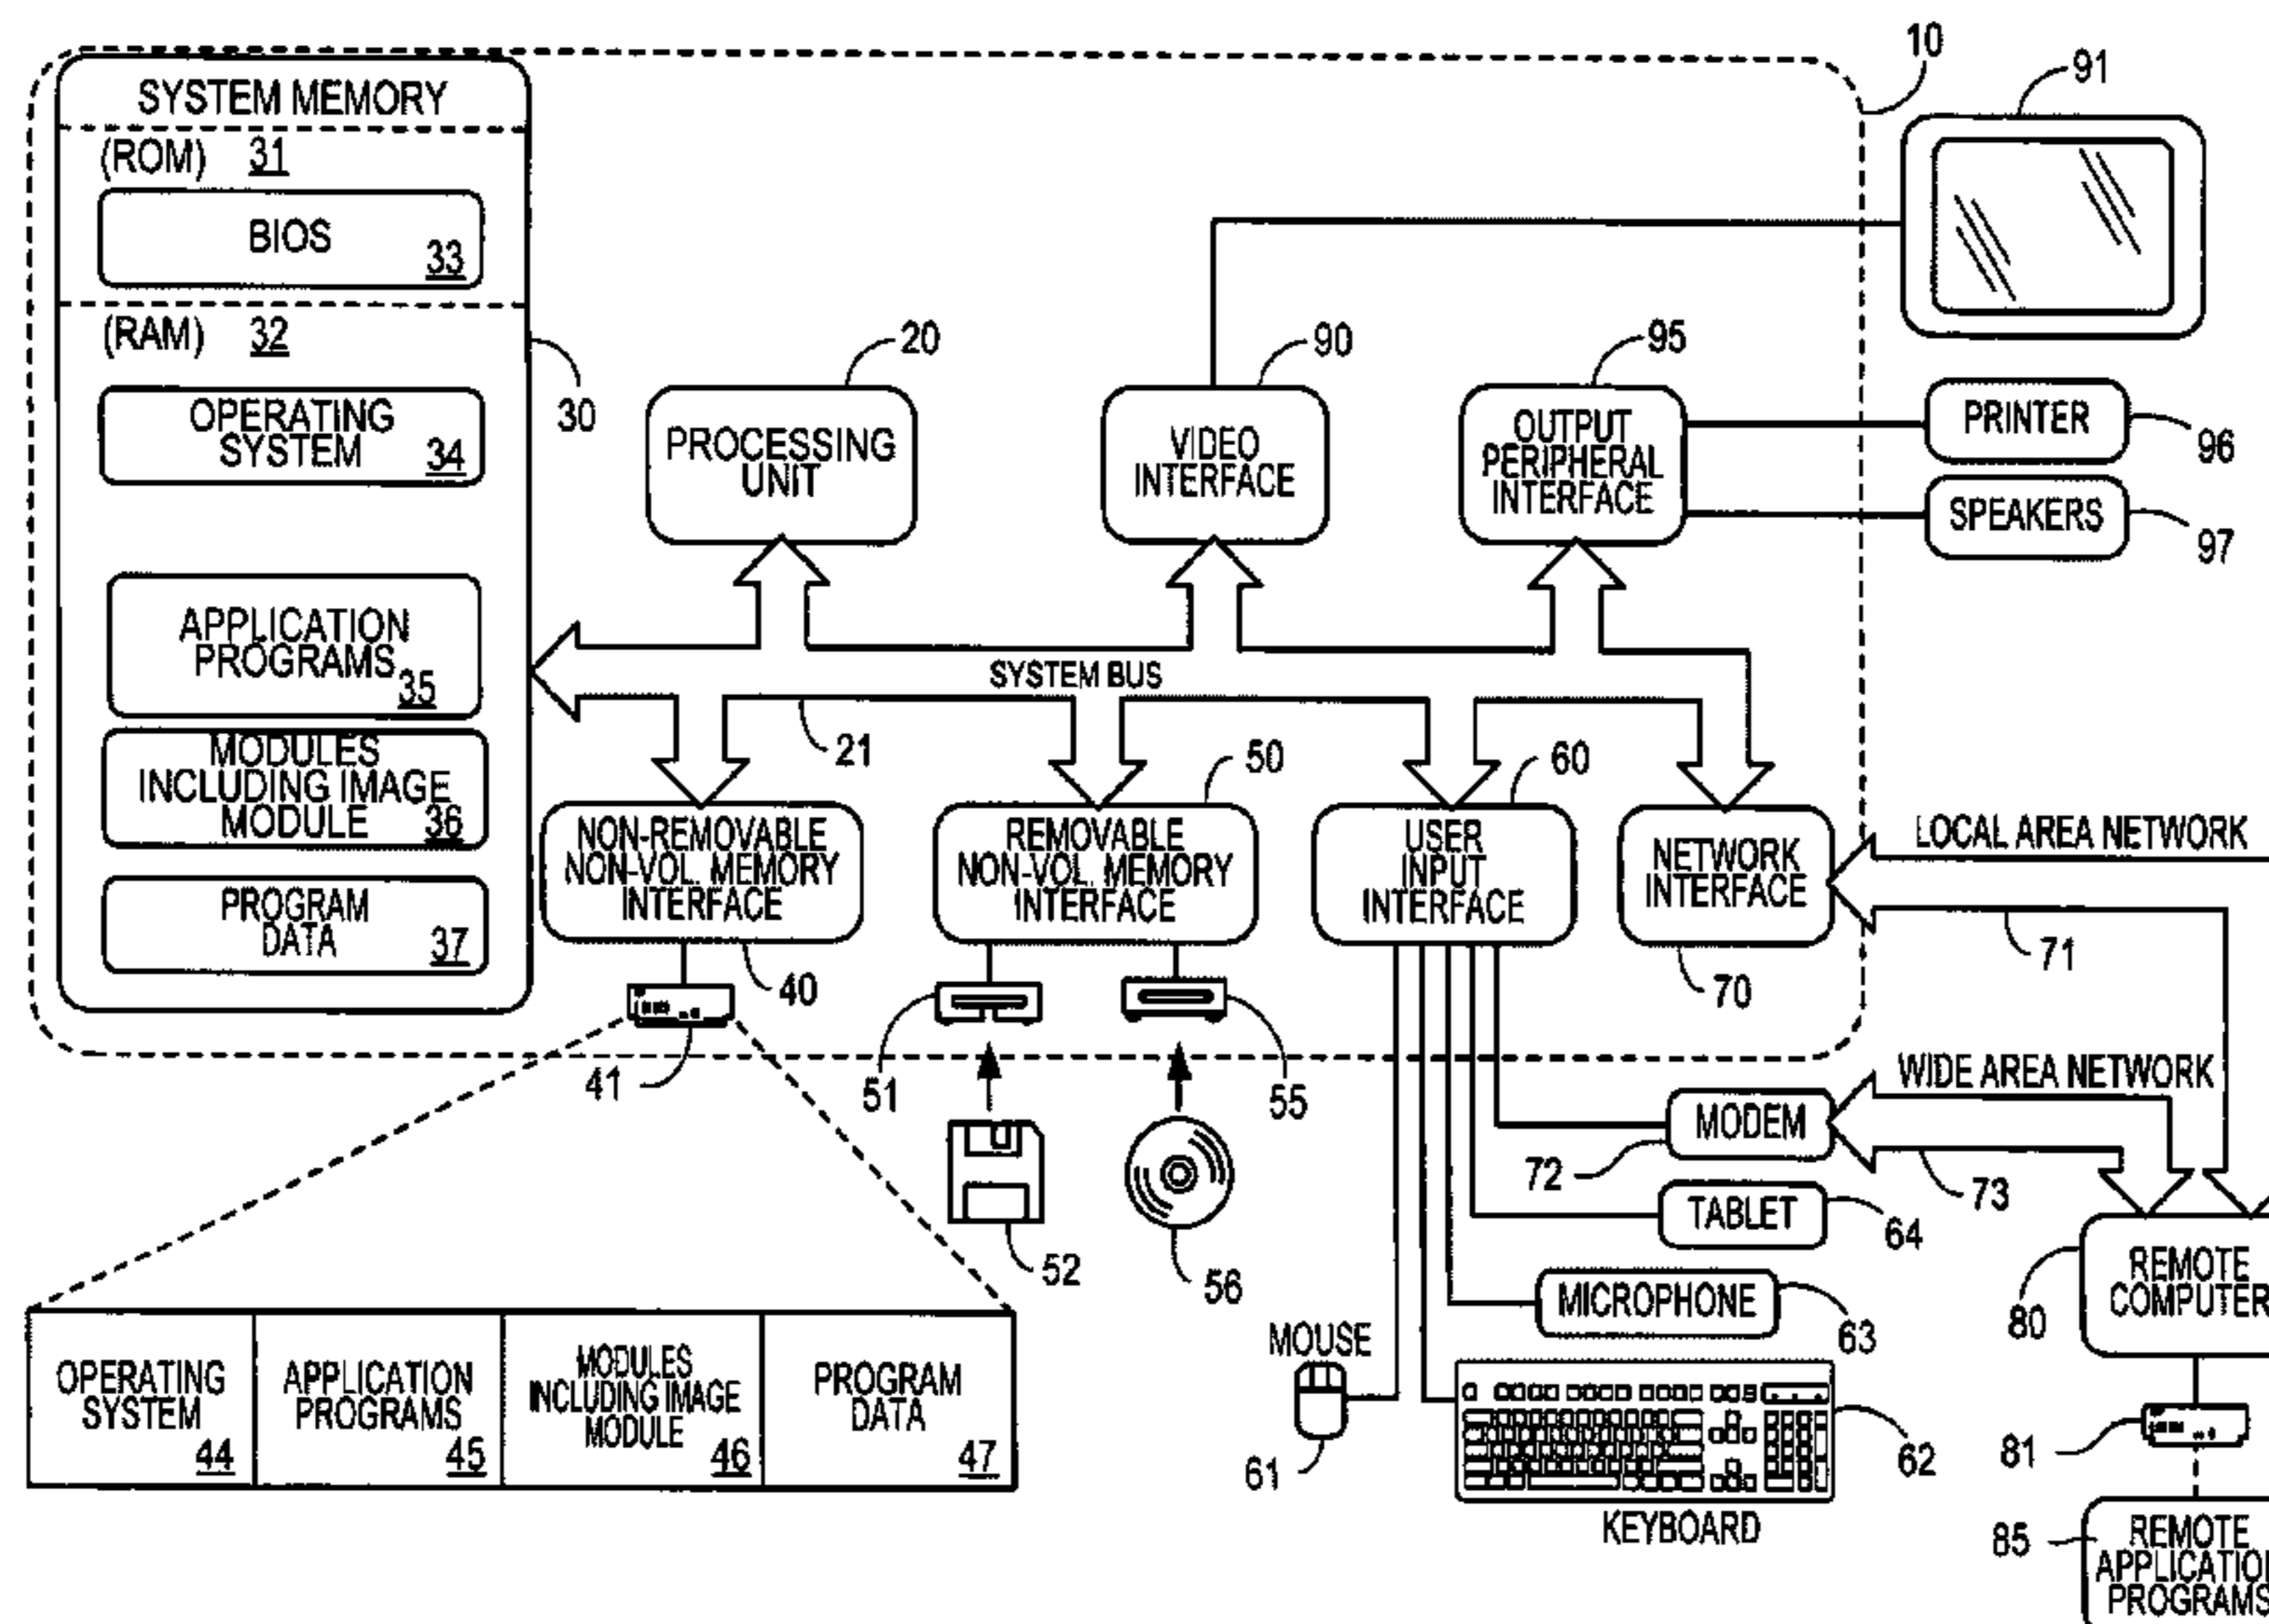 10
91
SYSTEM MEMORY
(ROM) 31
BIOS
33
(RAM) 32
OPERATING
SYSTEM 34
30
APPLICATION
PROGRAMS
35
MODULES
INCLUDING IMAGE
MODULE 36
PROGRAM
DATA 37
20
PROCESSING
UNIT
90
VIDEO
INTERFACE
95
OUTPUT
PERIPHERAL
INTERFACE
PRINTER
96
SPEAKERS
97
SYSTEM BUS
21
NON-REMOVABLE
NON-VOL. MEMORY
INTERFACE
40
41
50
REMOVABLE
NON-VOL. MEMORY
INTERFACE
51
55
52
56
60
USER
INPUT
INTERFACE
NETWORK
INTERFACE
70
LOCAL AREA NETWORK
71
WIDE AREA NETWORK
MODEM
72
73
TABLET
64
MICROPHONE
63
MOUSE
61
62
KEYBOARD
80
REMOTE
COMPUTER
81
85
REMOTE
APPLICATION
PROGRAMS
OPERATING
SYSTEM
44
APPLICATION
PROGRAMS
45
MODULES
INCLUDING IMAGE
MODULE
46
PROGRAM
DATA
47